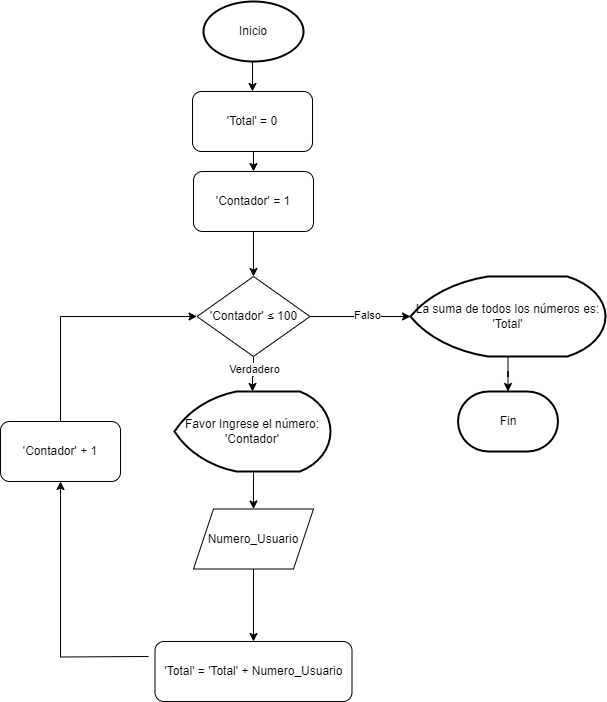 Inicio
'Total' = 0
'Contador' = 1
'Contador' ≤ 100
Falso
La suma de todos los números es:
'Total'
Verdadero
Fin
Favor Ingrese el número:
'Contador'
'Contador' + 1
Numero_Usuario
'Total' = 'Total' + Numero_Usuario